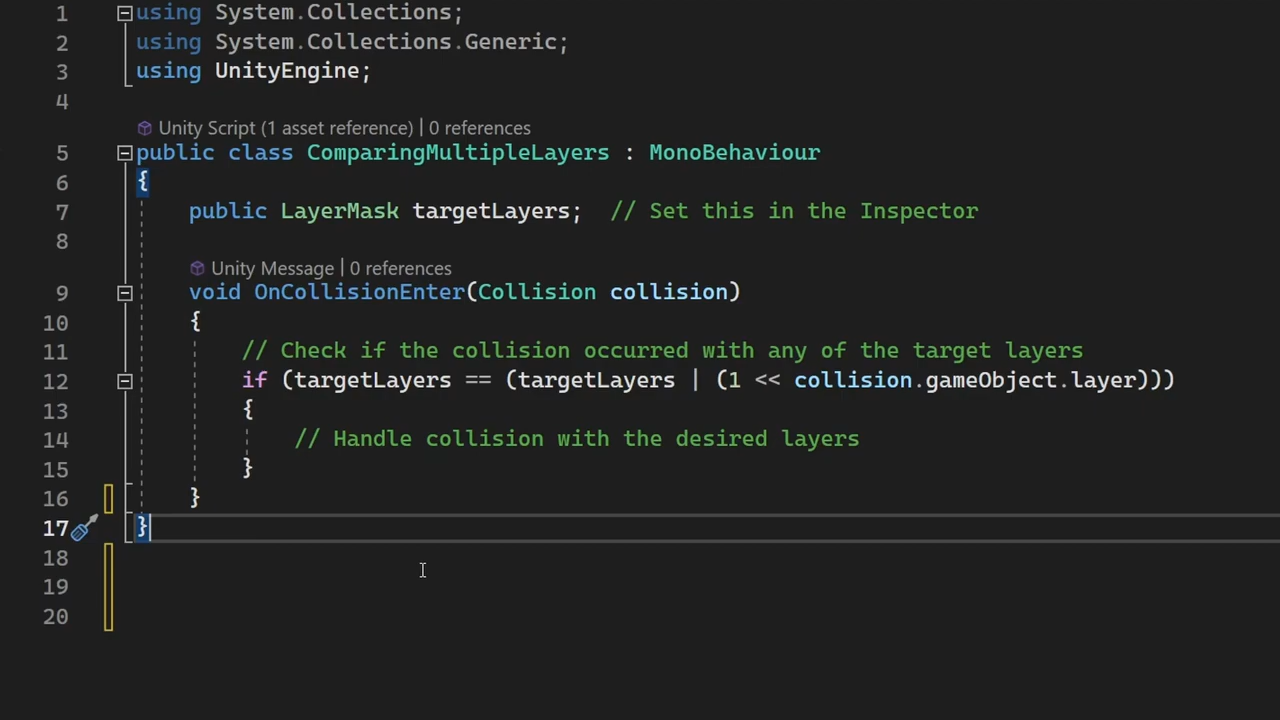 1 using System.Collections;
2 using System.Collections.Generic;
3 using UnityEngine;
4
Unity Script (1 asset reference) | 0 references
5 public class ComparingMultipleLayers : MonoBehaviour
6 {
7 public LayerMask targetLayers; // Set this in the Inspector
8
Unity Message | 0 references
9 void OnCollisionEnter(Collision collision)
10 {
11 // Check if the collision occurred with any of the target layers
12 if (targetLayers == (targetLayers | (1 << collision.gameObject.layer)))
13 {
14 // Handle collision with the desired layers
15 }
16 }
17 }
18
19
20